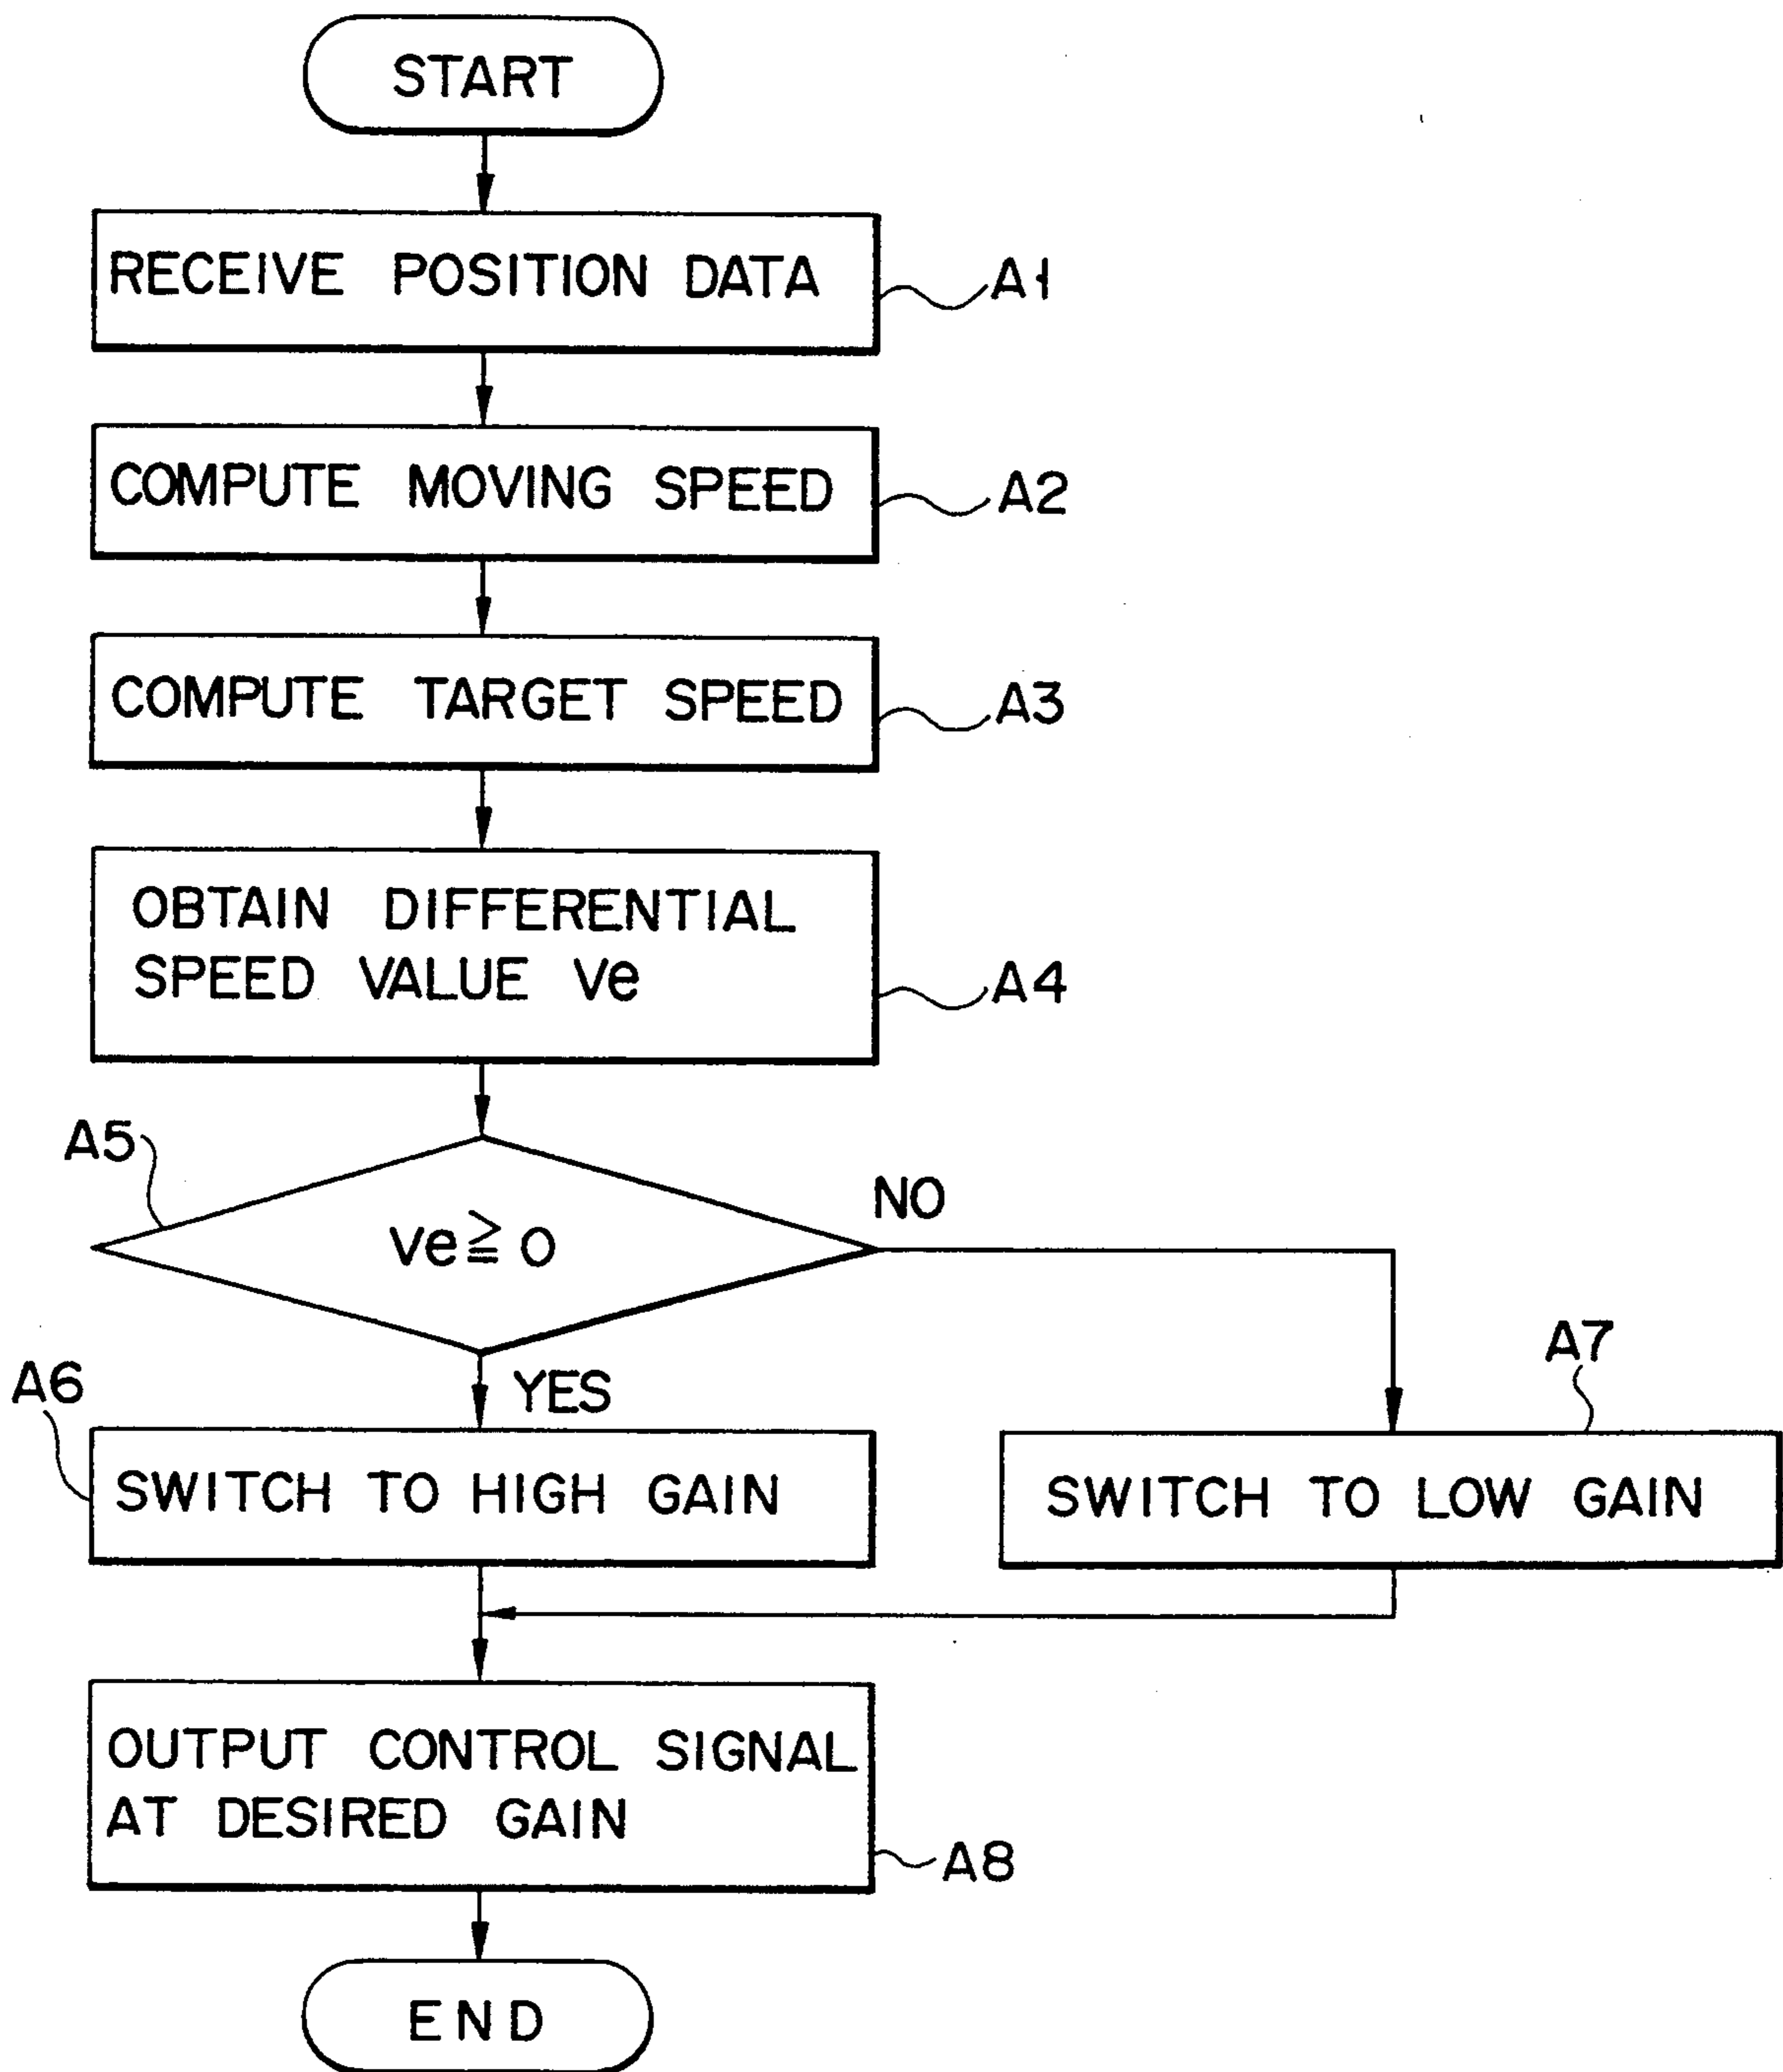 START
RECEIVE POSITION DATA
A1
COMPUTE MOVING SPEED
A2
COMPUTE TARGET SPEED
A3
OBTAIN DIFFERENTIAL
SPEED VALUE Ve
A4
A5
Ve ≧ 0
NO
YES
A6
SWITCH TO HIGH GAIN
A7
SWITCH TO LOW GAIN
OUTPUT CONTROL SIGNAL
AT DESIRED GAIN
A8
END